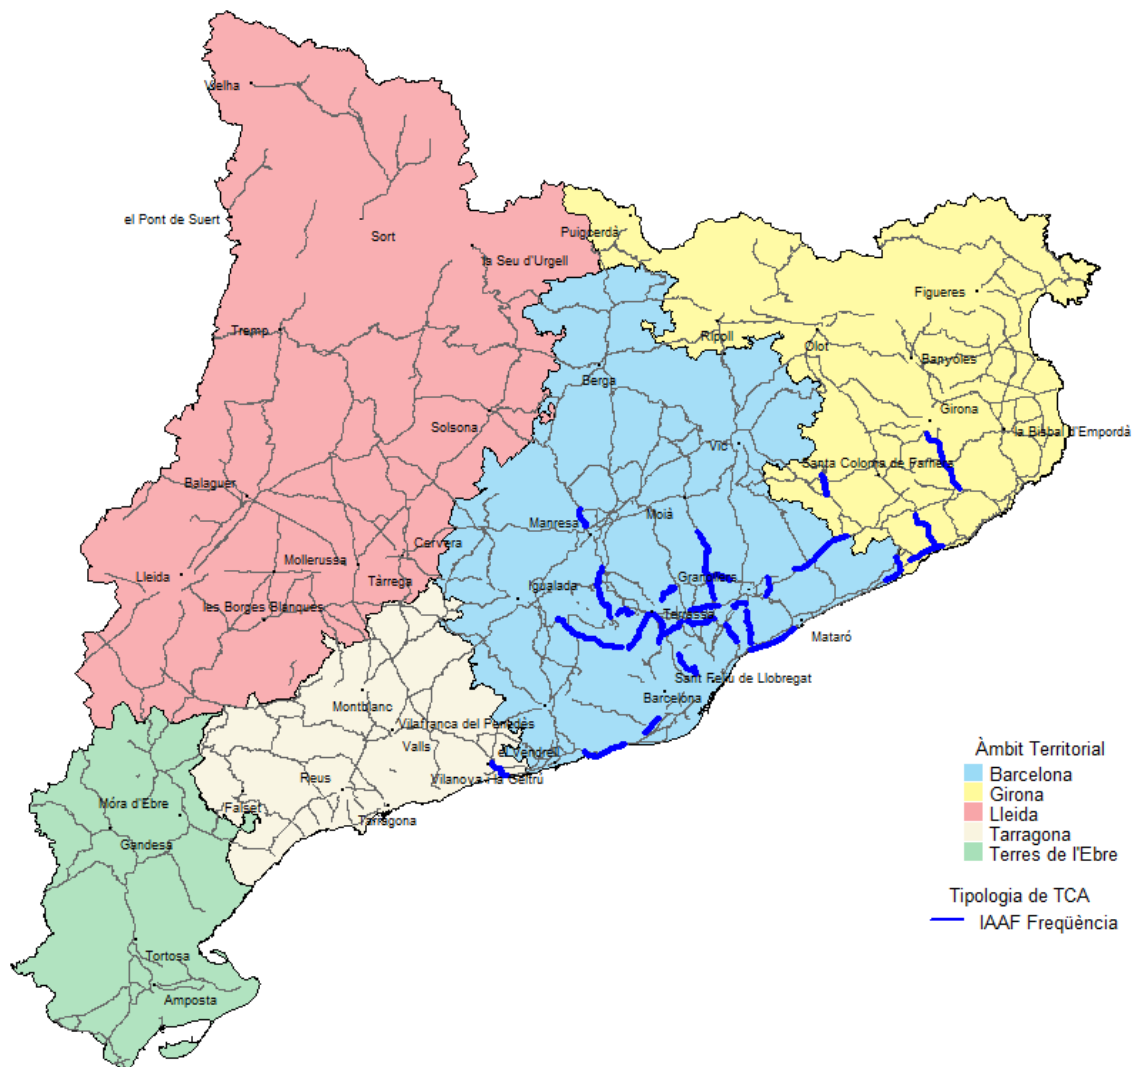 Vielha
el Pont de Suert
Sort
Puigcerdà
la Seu d'Urgell
Figueres
Tremp
Ripoll
Olot
Banyoles
Berga
Girona
Solsona
Vic
la Bisbal d'Empordà
Santa Coloma de Farners
Balaguer
Manresa
Moià
Cervera
Mollerussa
Lleida
Tàrrega
Igualada
Granollers
les Borges Blanques
Terrassa
Mataró
Sant Feliu de Llobregat
Barcelona
Montblanc
Vilafranca del Penedès
Valls
el Vendrell
Vilanova i la Geltrú
Reus
Móra d'Ebre
Falset
Tarragona
Gandesa
Tortosa
Amposta
Àmbit Territorial
Barcelona
Girona
Lleida
Tarragona
Terres de l'Ebre
Tipologia de TCA
IAAF Freqüència